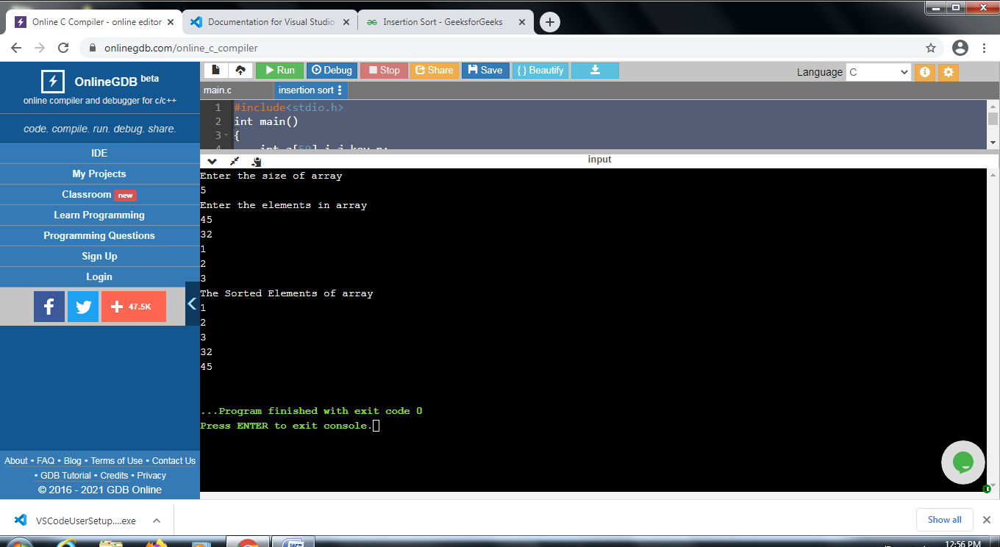 Online C Compiler - online editor
Documentation for Visual Studio
Insertion Sort - GeeksforGeeks
onlinegdb.com/online_c_compiler
OnlineGDB beta
online compiler and debugger for c/c++
code. compile. run. debug. share.
IDE
My Projects
Classroom new
Learn Programming
Programming Questions
Sign Up
Login
f
+ 47.5K
About • FAQ • Blog • Terms of Use • Contact Us
• GDB Tutorial • Credits • Privacy
© 2016 - 2021 GDB Online
Run Debug Stop Share Save { } Beautify Language C
main.c insertion sort
1 #include<stdio.h>
2 int main()
3 {
4 int a[50],i,j,key,n;
input
Enter the size of array
5
Enter the elements in array
45
32
1
2
3
The Sorted Elements of array
1
2
3
32
45
...Program finished with exit code 0
Press ENTER to exit console.
VSCodeUserSetup....exe
Show all
12:56 PM